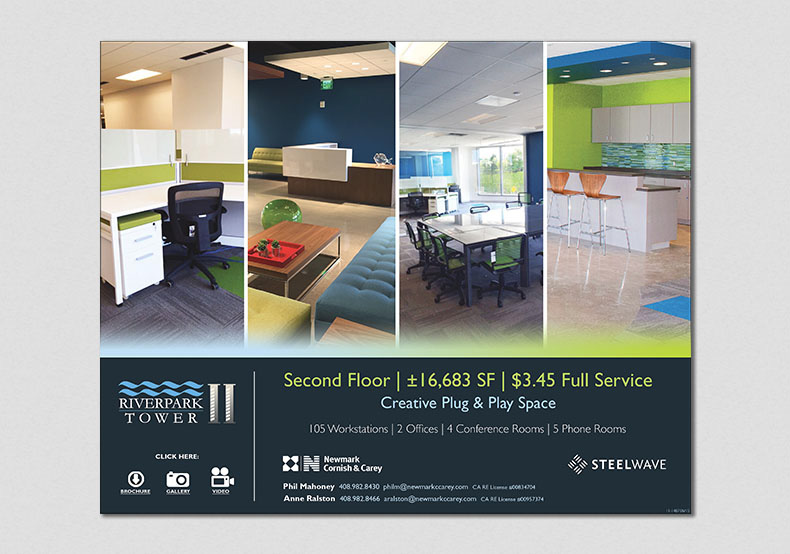 Second Floor | ±16,683 SF | $3.45 Full Service
Creative Plug & Play Space
105 Workstations | 2 Offices | 4 Conference Rooms | 5 Phone Rooms
RIVERPARK II
TOWER
CLICK HERE:
BROCHURE GALLERY VIDEO
Newmark
Cornish & Carey
STEELWAVE
Phil Mahoney 408.982.8430 philm@newmarkccarey.com CA RE License #00834704
Anne Ralston 408.982.8466 aralston@newmarkccarey.com CA RE License #00957374